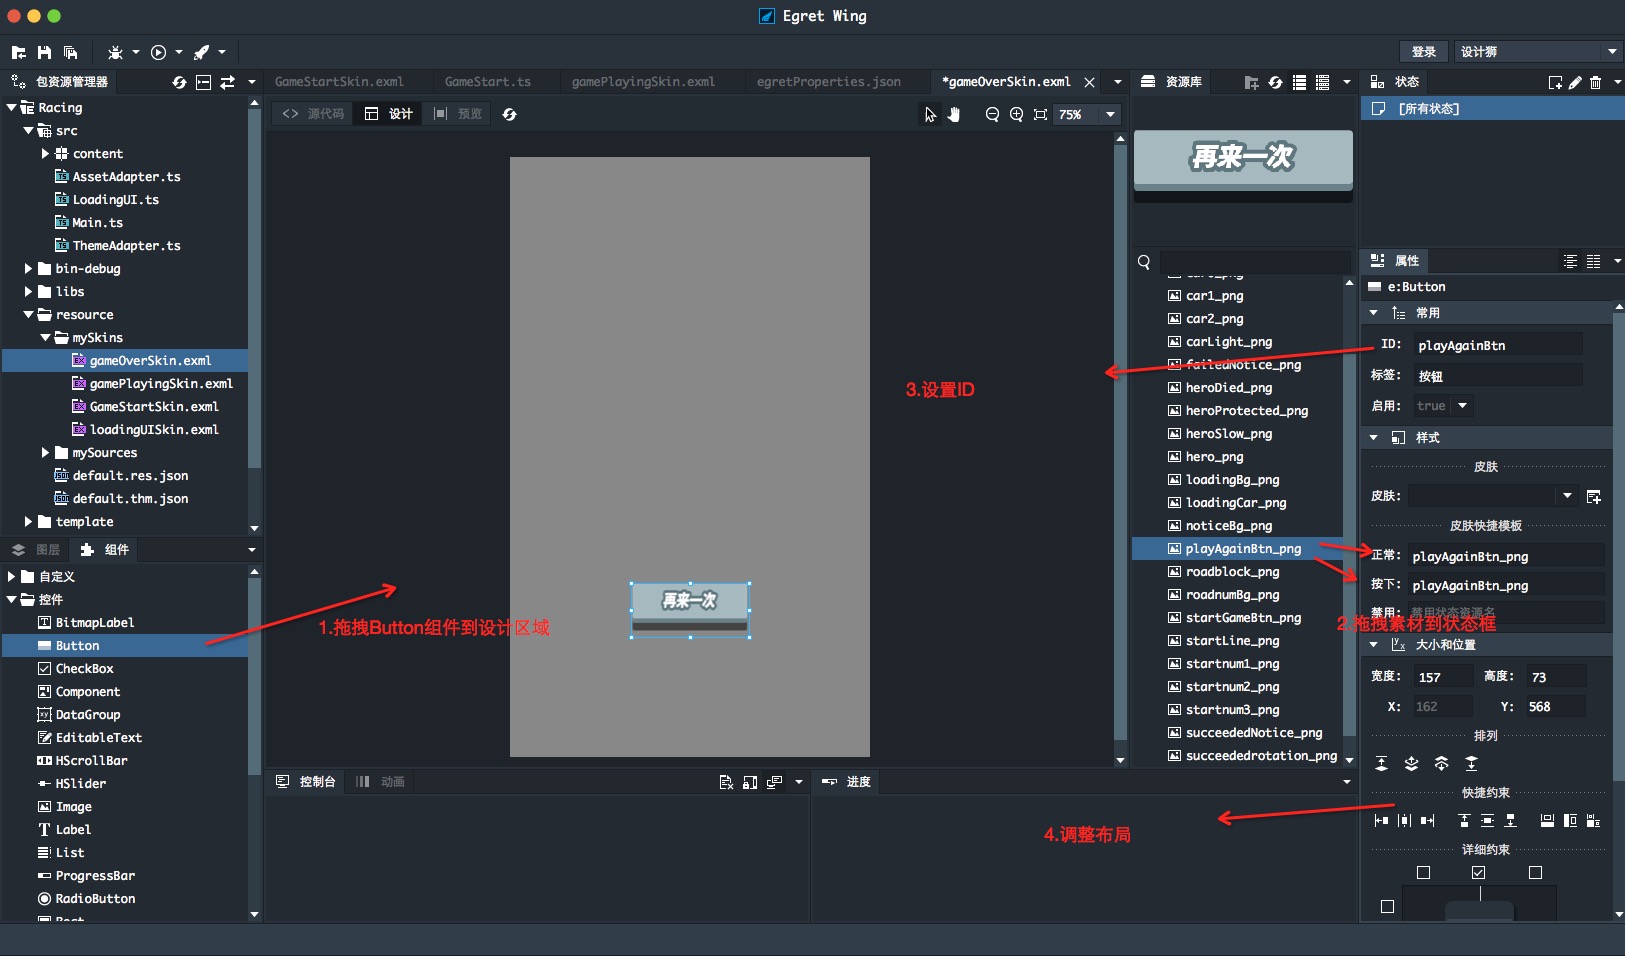 Egret Wing
登录
设计狮
包资源管理器
Racing
src
content
AssetAdapter.ts
LoadingUI.ts
Main.ts
ThemeAdapter.ts
bin-debug
libs
resource
mySkins
gameOverSkin.exml
gamePlayingSkin.exml
GameStartSkin.exml
loadingUISkin.exml
mySources
default.res.json
default.thm.json
template
图层
组件
自定义
控件
BitmapLabel
Button
CheckBox
Component
DataGroup
EditableText
HScrollBar
HSlider
Image
Label
List
ProgressBar
RadioButton
GameStartSkin.exml
GameStart.ts
gamePlayingSkin.exml
egretProperties.json
*gameOverSkin.exml
源代码
设计
预览
75%
再来一次
1.拖拽Button组件到设计区域
3.设置ID
控制台
动画
进度
4.调整布局
资源库
再来一次
car1_png
car2_png
carLight_png
failedNotice_png
heroDied_png
heroProtected_png
heroSlow_png
hero_png
loadingBg_png
loadingCar_png
noticeBg_png
playAgainBtn_png
roadblock_png
roadnumBg_png
startGameBtn_png
startLine_png
startnum1_png
startnum2_png
startnum3_png
succeededNotice_png
succeededrotation_png
状态
[所有状态]
属性
e:Button
常用
ID: playAgainBtn
标签: 按钮
启用: true
样式
皮肤
皮肤:
皮肤快捷模板
正常: playAgainBtn_png
按下: playAgainBtn_png
禁用: 禁用状态资源名
2.拖拽素材到状态框
大小和位置
宽度: 157 高度: 73
X: 162 Y: 568
排列
快捷约束
详细约束